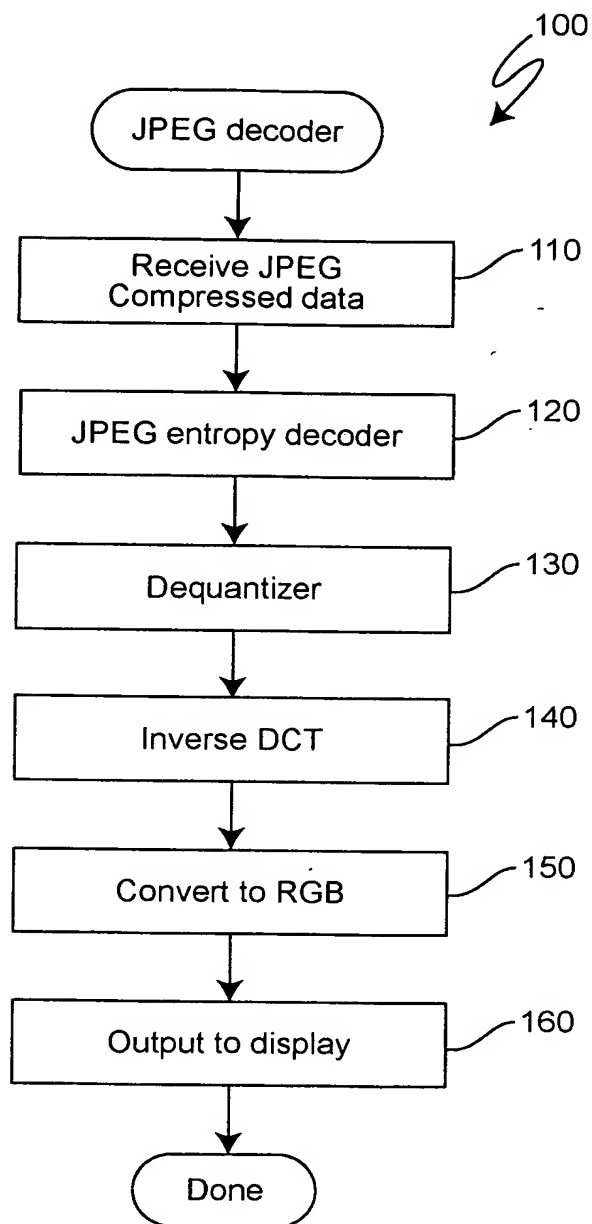 100
JPEG decoder
Receive JPEG
Compressed data
110
JPEG entropy decoder
120
Dequantizer
130
Inverse DCT
140
Convert to RGB
150
Output to display
160
Done